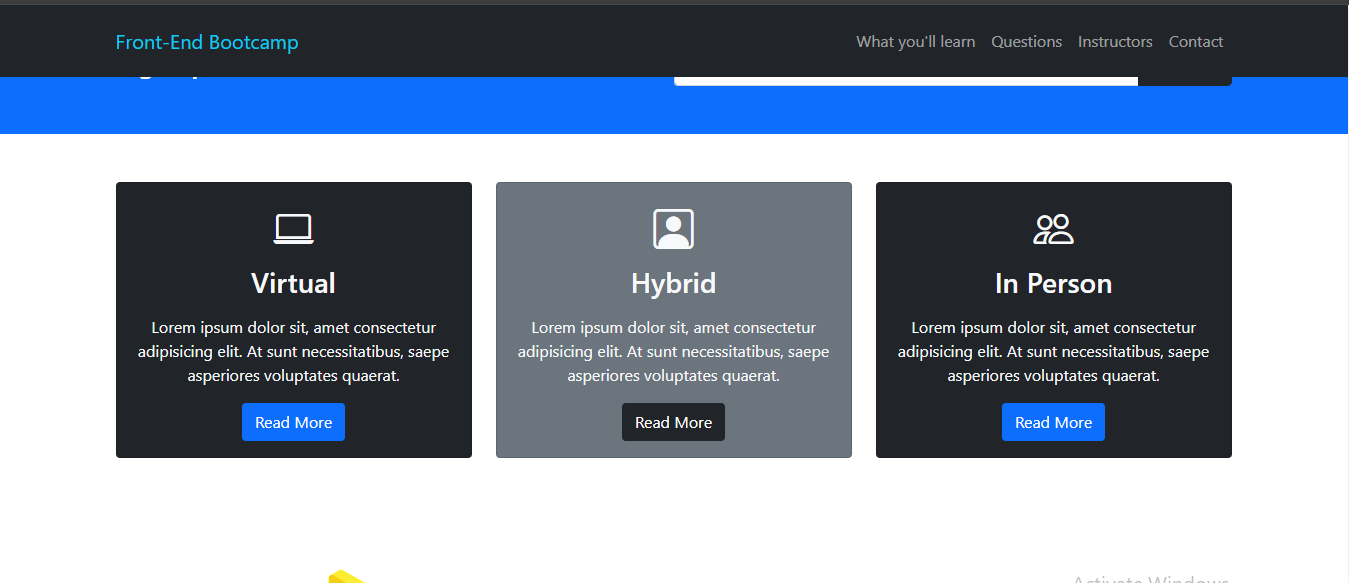 Front-End Bootcamp
What you'll learn
Questions
Instructors
Contact
Virtual
Lorem ipsum dolor sit, amet consectetur
adipisicing elit. At sunt necessitatibus, saepe
asperiores voluptates quaerat.
Read More
Hybrid
Lorem ipsum dolor sit, amet consectetur
adipisicing elit. At sunt necessitatibus, saepe
asperiores voluptates quaerat.
Read More
In Person
Lorem ipsum dolor sit, amet consectetur
adipisicing elit. At sunt necessitatibus, saepe
asperiores voluptates quaerat.
Read More
Activate Windows